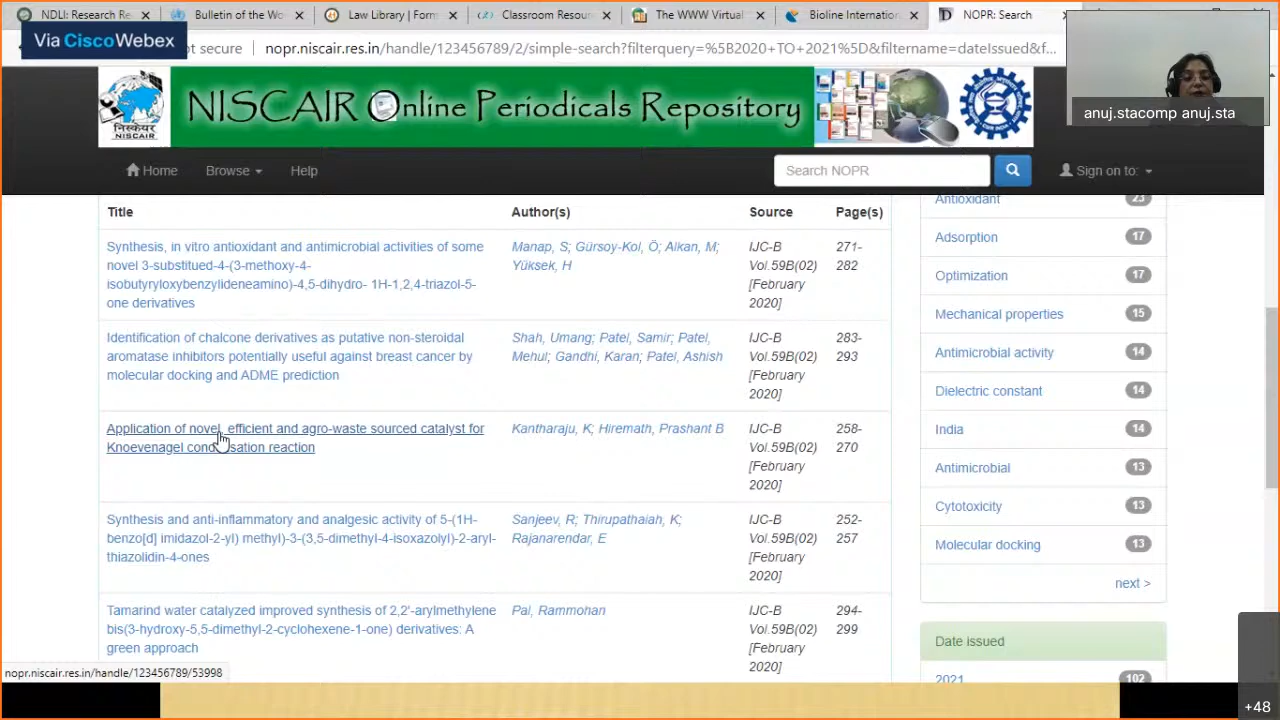 NDLI: Research Re
Bulletin of the Wo
Law Library | Form
Classroom Resour
The WWW Virtual
Bioline Internation
NOPR: Search
Via CiscoWebex
ot secure
nopr.niscair.res.in/handle/123456789/2/simple-search?filterquery=%5B2020+TO+2021%5D&filtername=dateIssued&f...
anuj.stacomp anuj.sta
निस्केयर
NISCAIR
NISCAIR Online Periodicals Repository
Home
Browse
Help
Search NOPR
Sign on to:
Title
Author(s)
Source
Page(s)
Synthesis, in vitro antioxidant and antimicrobial activities of some
novel 3-substitued-4-(3-methoxy-4-
isobutyryloxybenzylideneamino)-4,5-dihydro- 1H-1,2,4-triazol-5-
one derivatives
Manap, S; Gürsoy-Kol, Ö; Alkan, M;
Yüksek, H
IJC-B
Vol.59B(02)
[February
2020]
271-
282
Identification of chalcone derivatives as putative non-steroidal
aromatase inhibitors potentially useful against breast cancer by
molecular docking and ADME prediction
Shah, Umang; Patel, Samir; Patel,
Mehul; Gandhi, Karan; Patel, Ashish
IJC-B
Vol.59B(02)
[February
2020]
283-
293
Application of novel, efficient and agro-waste sourced catalyst for
Knoevenagel condensation reaction
Kantharaju, K; Hiremath, Prashant B
IJC-B
Vol.59B(02)
[February
2020]
258-
270
Synthesis and anti-inflammatory and analgesic activity of 5-(1H-
benzo[d] imidazol-2-yl) methyl)-3-(3,5-dimethyl-4-isoxazolyl)-2-aryl-
thiazolidin-4-ones
Sanjeev, R; Thirupathaiah, K;
Rajanarendar, E
IJC-B
Vol.59B(02)
[February
2020]
252-
257
Tamarind water catalyzed improved synthesis of 2,2'-arylmethylene
bis(3-hydroxy-5,5-dimethyl-2-cyclohexene-1-one) derivatives: A
green approach
Pal, Rammohan
IJC-B
Vol.59B(02)
[February
2020]
294-
299
Antioxidant 23
Adsorption 17
Optimization 17
Mechanical properties 15
Antimicrobial activity 14
Dielectric constant 14
India 14
Antimicrobial 13
Cytotoxicity 13
Molecular docking 13
next >
Date issued
2021 102
nopr.niscair.res.in/handle/123456789/53998
+48